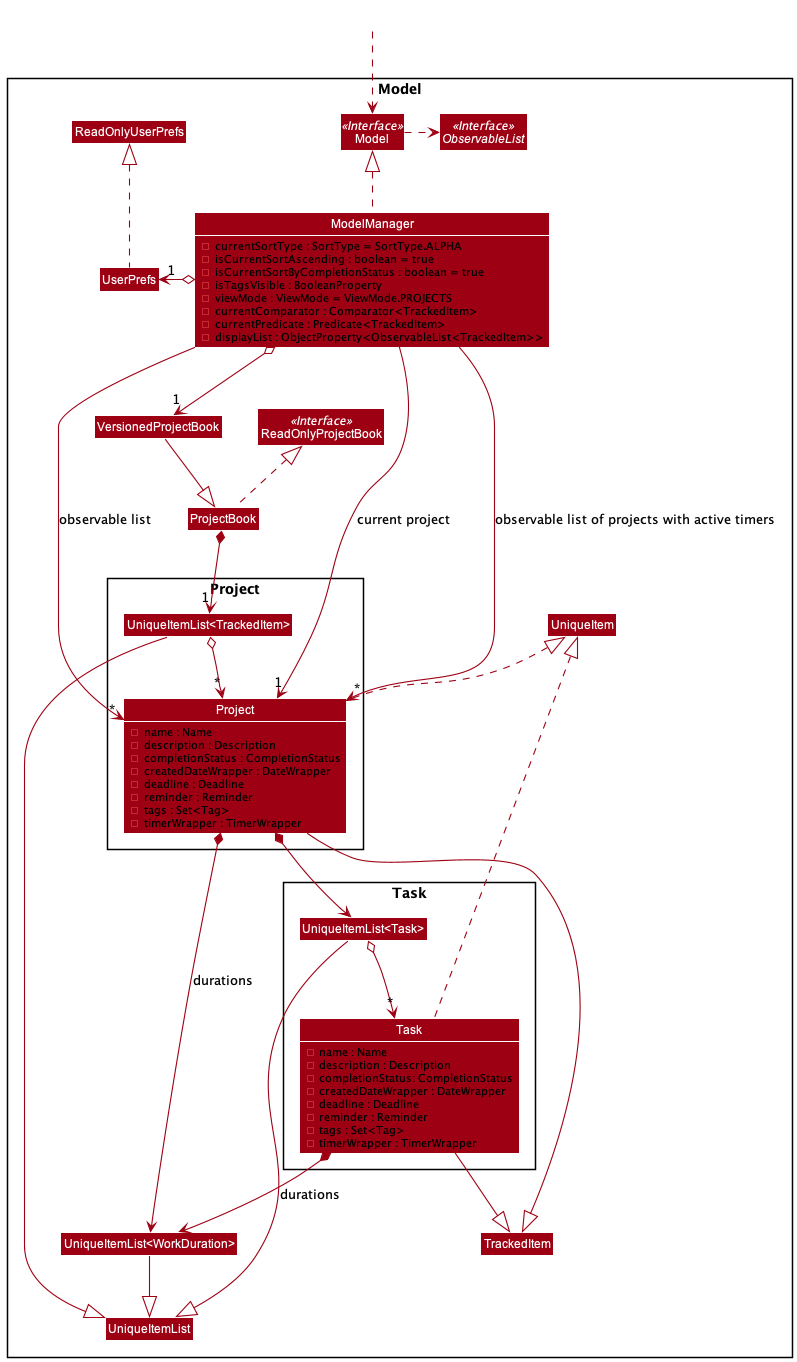 Model
ReadOnlyUserPrefs
«Interface»
Model
«Interface»
ObservableList
ModelManager
currentSortType : SortType = SortType.ALPHA
isCurrentSortAscending : boolean = true
isCurrentSortByCompletionStatus : boolean = true
isTagsVisible : BooleanProperty
viewMode : ViewMode = ViewMode.PROJECTS
currentComparator : Comparator<TrackedItem>
currentPredicate : Predicate<TrackedItem>
displayList : ObjectProperty<ObservableList<TrackedItem>>
1
UserPrefs
1
VersionedProjectBook
«Interface»
ReadOnlyProjectBook
ProjectBook
observable list
current project
observable list of projects with active timers
Project
1
UniqueItemList<TrackedItem>
UniqueItem
*
1
*
*
Project
name : Name
description : Description
completionStatus : CompletionStatus
createdDateWrapper : DateWrapper
deadline : Deadline
reminder : Reminder
tags : Set<Tag>
timerWrapper : TimerWrapper
Task
UniqueItemList<Task>
durations
*
Task
name : Name
description : Description
completionStatus: CompletionStatus
createdDateWrapper : DateWrapper
deadline : Deadline
reminder : Reminder
tags : Set<Tag>
timerWrapper : TimerWrapper
durations
UniqueItemList<WorkDuration>
TrackedItem
UniqueItemList